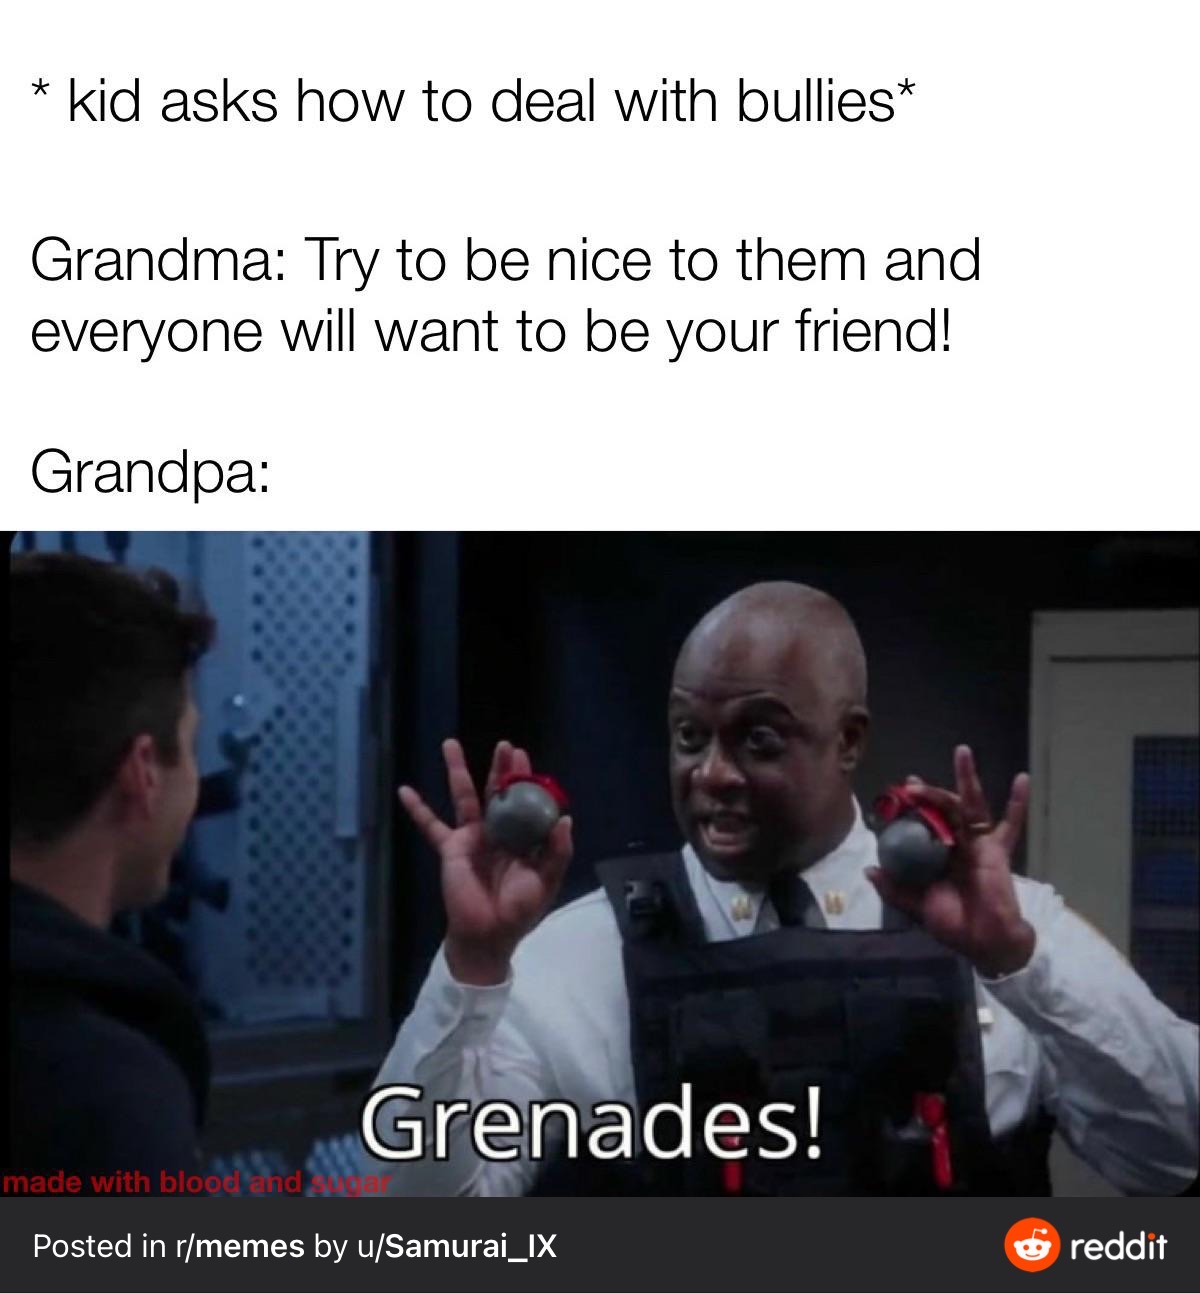 * kid asks how to deal with bullies*
Grandma: Try to be nice to them and
everyone will want to be your friend!
Grandpa:
Grenades!
made with blood and sugar
Posted in r/memes by u/Samurai_IX
reddit